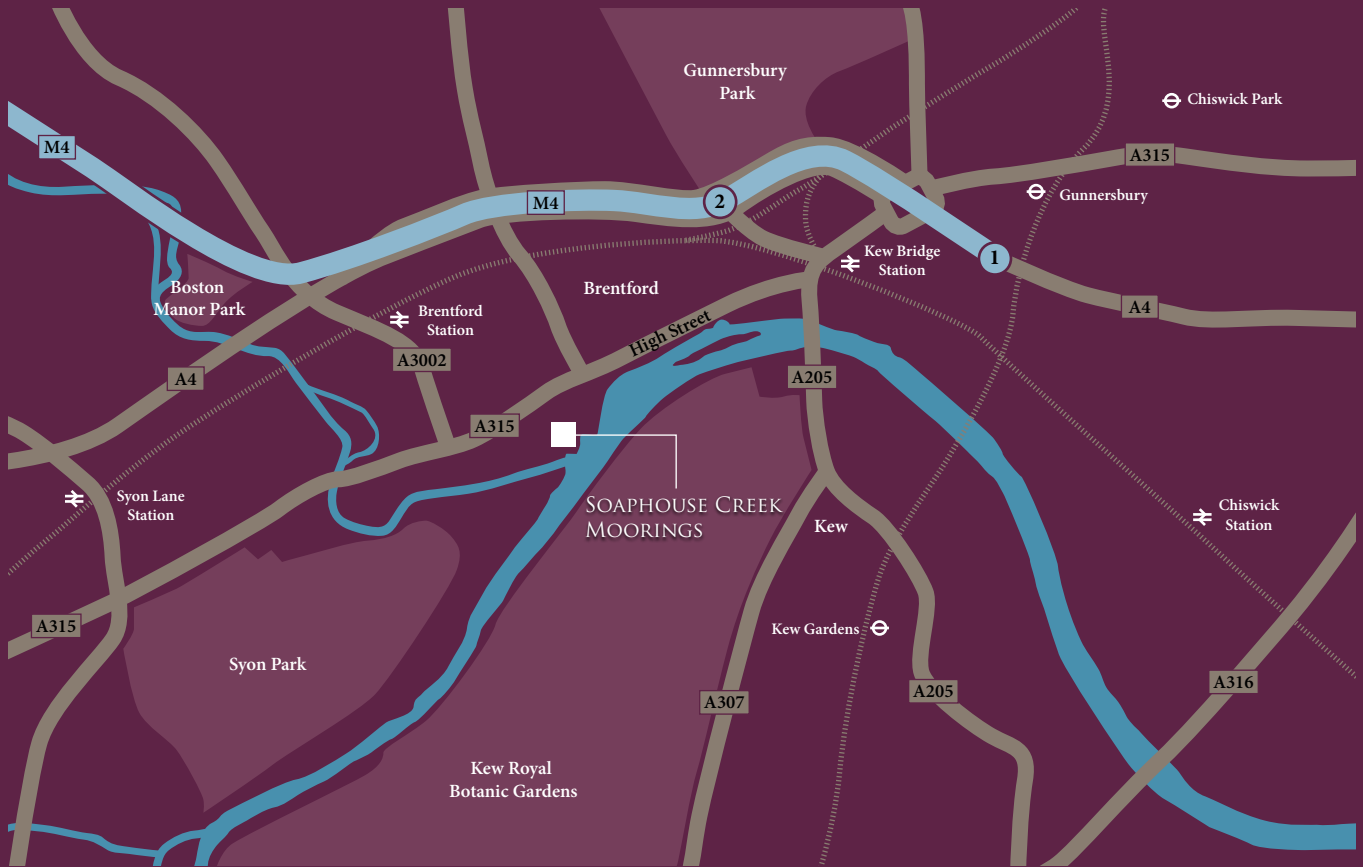 Gunnersbury
Park
Chiswick Park
M4
A315
Gunnersbury
M4
2
Kew Bridge
Station
1
Boston
Manor Park
Brentford
Brentford
Station
High Street
A4
A3002
A4
A205
A315
Syon Lane
Station
SOAPHOUSE CREEK
MOORINGS
Kew
Chiswick
Station
A315
Kew Gardens
Syon Park
A307
A205
A316
Kew Royal
Botanic Gardens